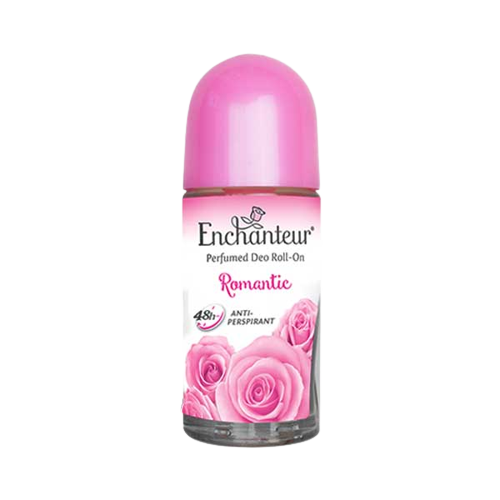 Enchanteur®
Perfumed Deo Roll-On
Romantic
48h
ANTI-
PERSPIRANT